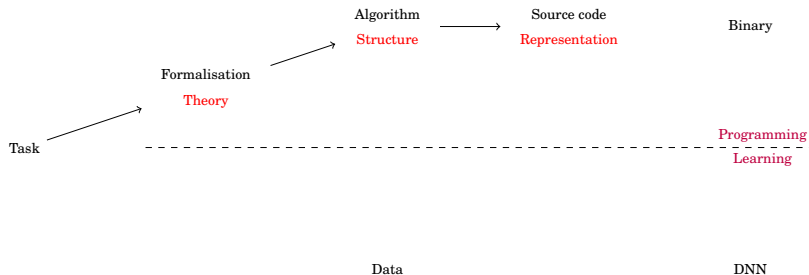 Algorithm
Structure
Source code
Representation
Binary
Formalisation
Theory
Task
Programming
Learning
Data
DNN